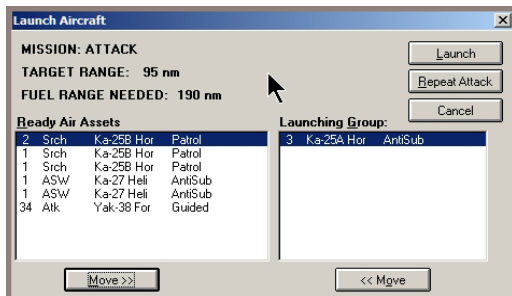 Launch Aircraft
MISSION: ATTACK
TARGET RANGE: 95 nm
FUEL RANGE NEEDED: 190 nm
Launch
Repeat Attack
Cancel
Ready Air Assets
2 Srch Ka-25B Hor Patrol
1 Srch Ka-25B Hor Patrol
1 Srch Ka-25B Hor Patrol
1 ASW Ka-27 Heli AntiSub
1 ASW Ka-27 Heli AntiSub
34 Atk Yak-38 For Guided
Launching Group:
3 Ka-25A Hor AntiSub
Move >>
<< Move